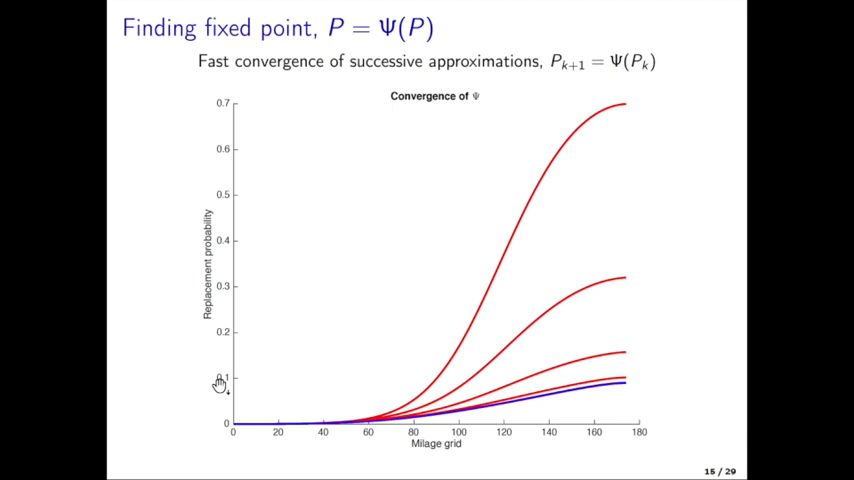 Finding fixed point, P = Ψ(P)
Fast convergence of successive approximations, Pₖ₊₁ = Ψ(Pₖ)
Convergence of Ψ
0.7
0.6
0.5
0.4
0.3
0.2
0.1
0
Replacement probability
0 20 40 60 80 100 120 140 160 180
Milage grid
15 / 29